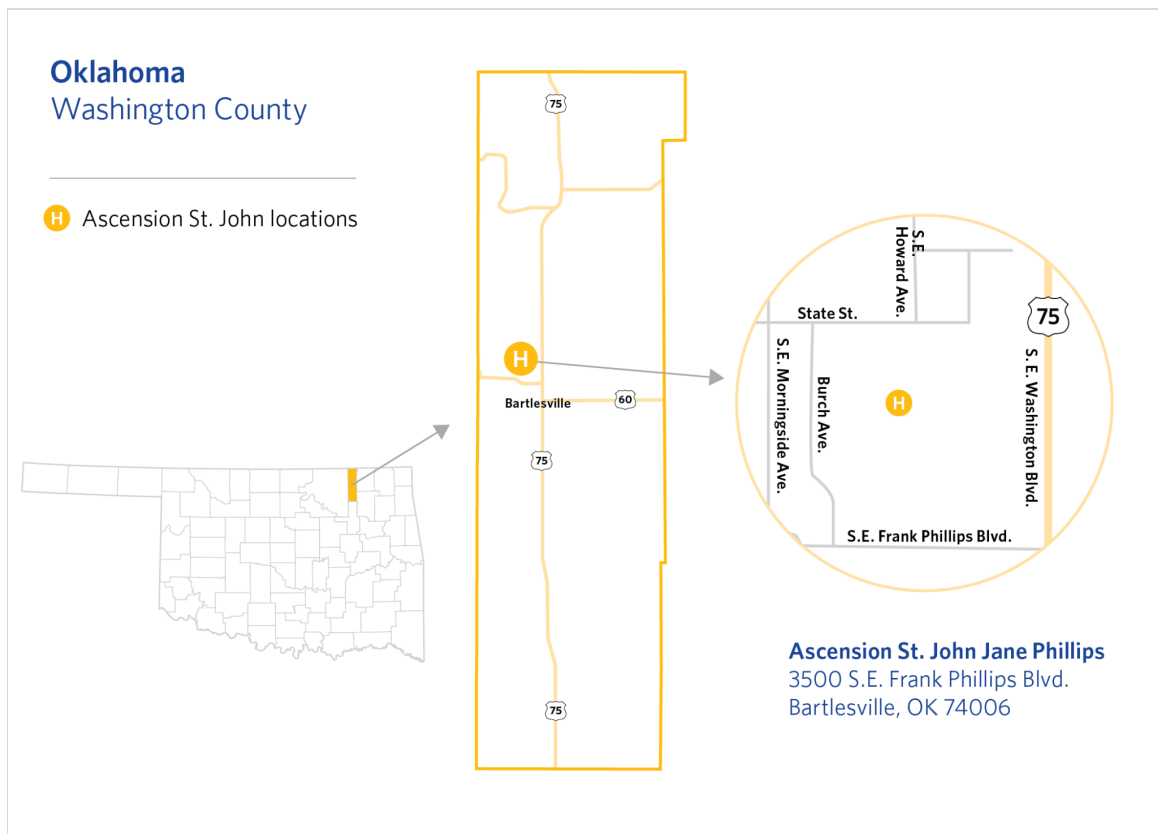 Oklahoma
Washington County
H Ascension St. John locations
75
H
Bartlesville
60
75
75
S.E.
Howard Ave.
State St.
75
S.E. Morningside Ave.
Burch Ave.
H
S.E. Washington Blvd.
S.E. Frank Phillips Blvd.
Ascension St. John Jane Phillips
3500 S.E. Frank Phillips Blvd.
Bartlesville, OK 74006